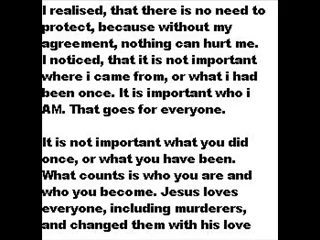 I realised, that there is no need to
protect, because without my
agreement, nothing can hurt me.
I noticed, that it is not important
where i came from, or what i had
been once. It is important who i
AM. That goes for everyone.

It is not important what you did
once, or what you have been.
What counts is who you are and
who you become. Jesus loves
everyone, including murderers,
and changed them with his love